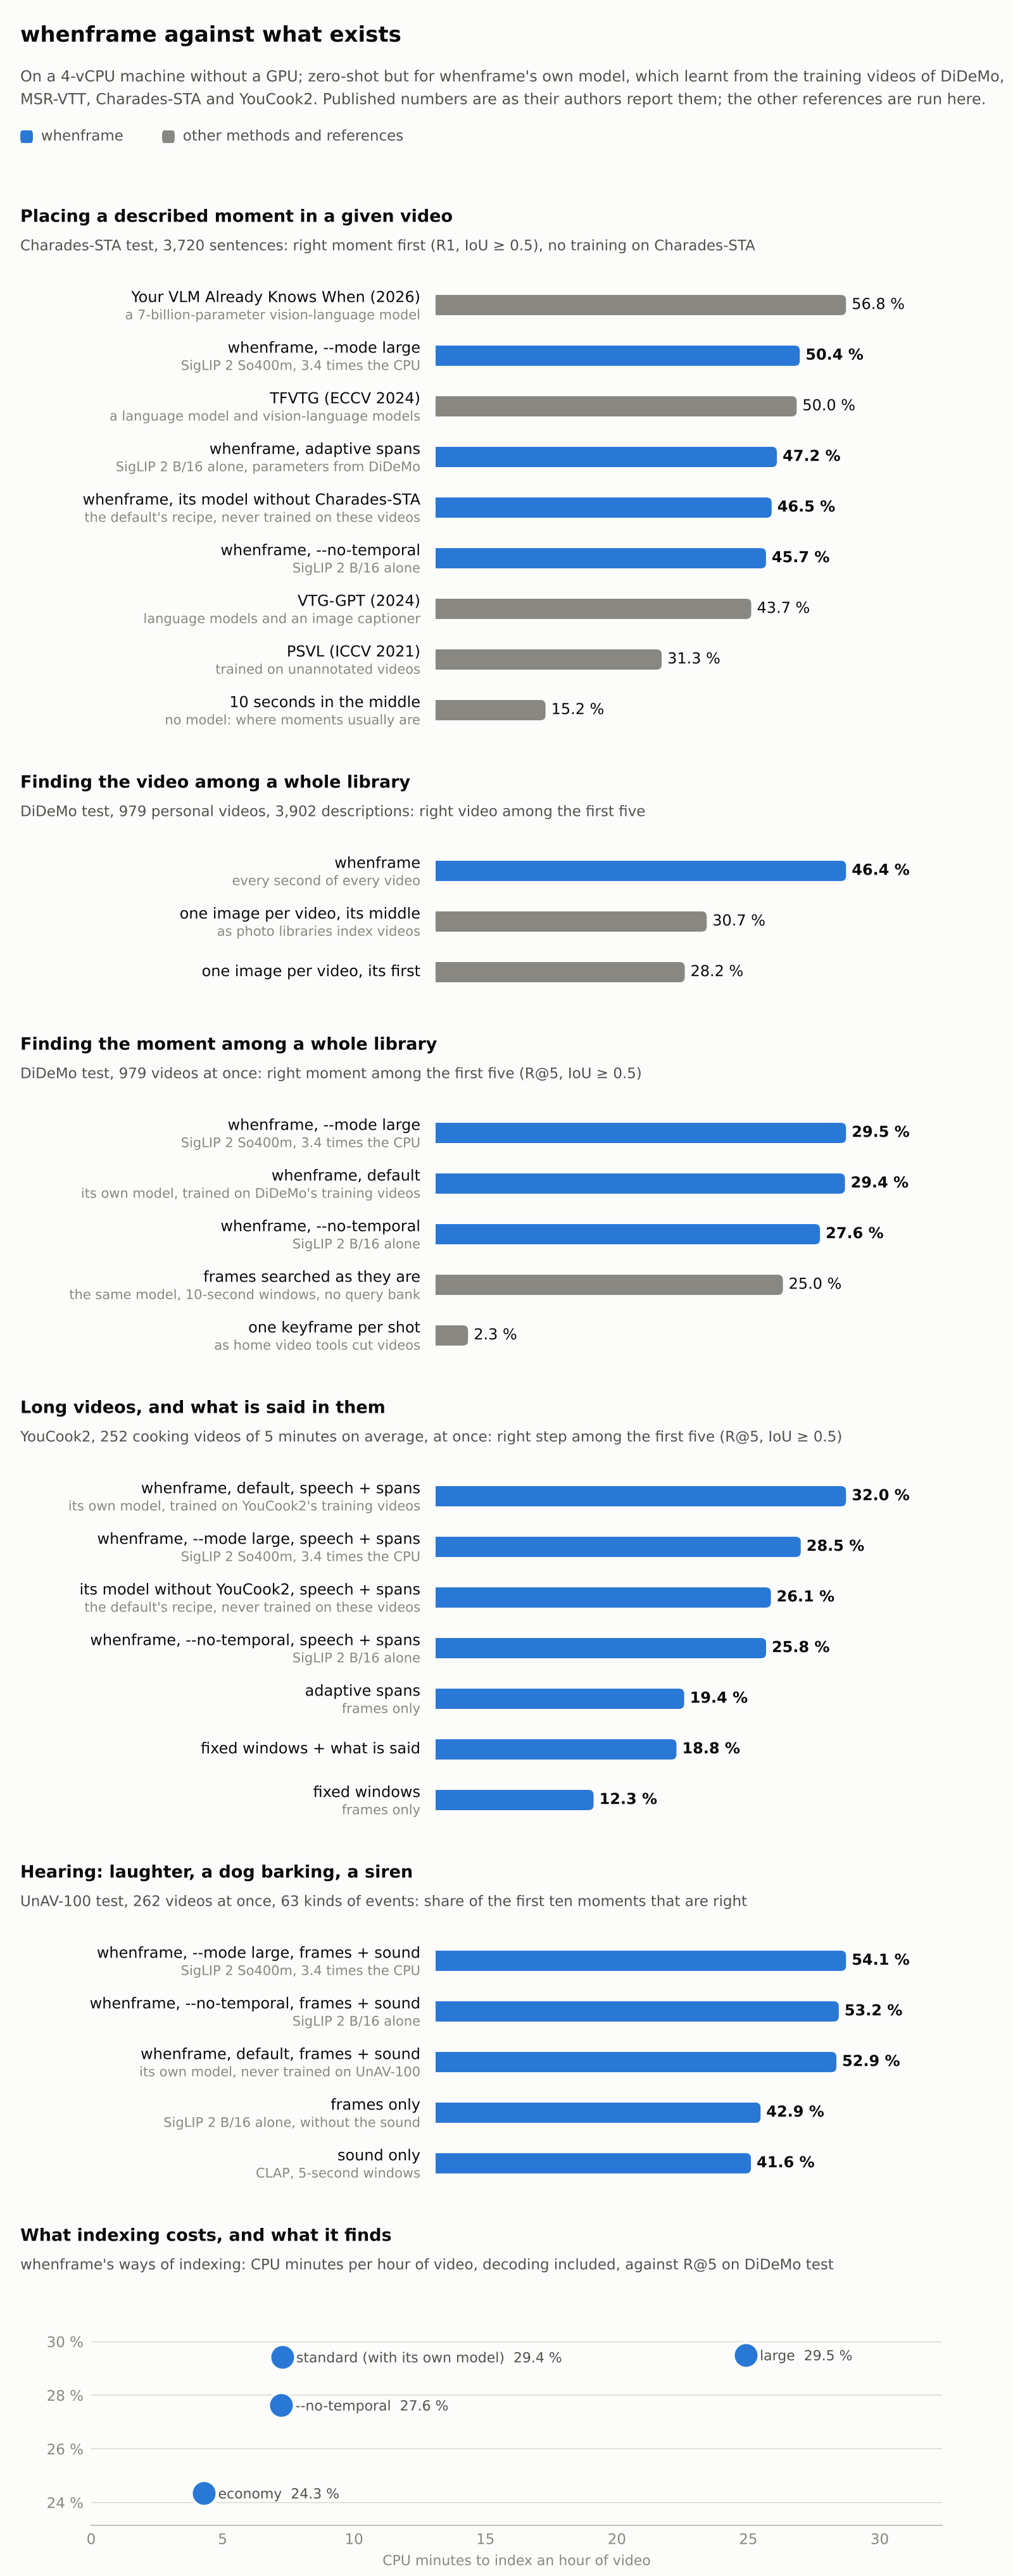 whenframe against what exists
On a 4-vCPU machine without a GPU; zero-shot but for whenframe's own model, which learnt from the training videos of DiDeMo,
MSR-VTT, Charades-STA and YouCook2. Published numbers are as their authors report them; the other references are run here.
whenframe other methods and references
Placing a described moment in a given video
Charades-STA test, 3,720 sentences: right moment first (R1, IoU ≥ 0.5), no training on Charades-STA
Your VLM Already Knows When (2026) 56.8 %
a 7-billion-parameter vision-language model
whenframe, --mode large 50.4 %
SigLIP 2 So400m, 3.4 times the CPU
TFVTG (ECCV 2024) 50.0 %
a language model and vision-language models
whenframe, adaptive spans 47.2 %
SigLIP 2 B/16 alone, parameters from DiDeMo
whenframe, its model without Charades-STA 46.5 %
the default's recipe, never trained on these videos
whenframe, --no-temporal 45.7 %
SigLIP 2 B/16 alone
VTG-GPT (2024) 43.7 %
language models and an image captioner
PSVL (ICCV 2021) 31.3 %
trained on unannotated videos
10 seconds in the middle 15.2 %
no model: where moments usually are
Finding the video among a whole library
DiDeMo test, 979 personal videos, 3,902 descriptions: right video among the first five
whenframe 46.4 %
every second of every video
one image per video, its middle 30.7 %
as photo libraries index videos
one image per video, its first 28.2 %
Finding the moment among a whole library
DiDeMo test, 979 videos at once: right moment among the first five (R@5, IoU ≥ 0.5)
whenframe, --mode large 29.5 %
SigLIP 2 So400m, 3.4 times the CPU
whenframe, default 29.4 %
its own model, trained on DiDeMo's training videos
whenframe, --no-temporal 27.6 %
SigLIP 2 B/16 alone
frames searched as they are 25.0 %
the same model, 10-second windows, no query bank
one keyframe per shot 2.3 %
as home video tools cut videos
Long videos, and what is said in them
YouCook2, 252 cooking videos of 5 minutes on average, at once: right step among the first five (R@5, IoU ≥ 0.5)
whenframe, default, speech + spans 32.0 %
its own model, trained on YouCook2's training videos
whenframe, --mode large, speech + spans 28.5 %
SigLIP 2 So400m, 3.4 times the CPU
its model without YouCook2, speech + spans 26.1 %
the default's recipe, never trained on these videos
whenframe, --no-temporal, speech + spans 25.8 %
SigLIP 2 B/16 alone
adaptive spans 19.4 %
frames only
fixed windows + what is said 18.8 %
fixed windows 12.3 %
frames only
Hearing: laughter, a dog barking, a siren
UnAV-100 test, 262 videos at once, 63 kinds of events: share of the first ten moments that are right
whenframe, --mode large, frames + sound 54.1 %
SigLIP 2 So400m, 3.4 times the CPU
whenframe, --no-temporal, frames + sound 53.2 %
SigLIP 2 B/16 alone
whenframe, default, frames + sound 52.9 %
its own model, never trained on UnAV-100
frames only 42.9 %
SigLIP 2 B/16 alone, without the sound
sound only 41.6 %
CLAP, 5-second windows
What indexing costs, and what it finds
whenframe's ways of indexing: CPU minutes per hour of video, decoding included, against R@5 on DiDeMo test
30 %
standard (with its own model) 29.4 % large 29.5 %
28 %
--no-temporal 27.6 %
26 %
economy 24.3 %
24 %
0 5 10 15 20 25 30
CPU minutes to index an hour of video